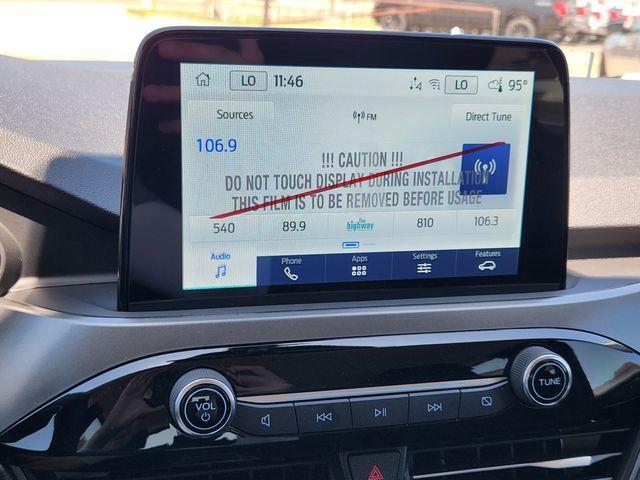 LO 11:46 LO 95°
Sources FM Direct Tune
106.9
!!! CAUTION !!!
DO NOT TOUCH DISPLAY DURING INSTALLATION
THIS FILM IS TO BE REMOVED BEFORE USAGE
540 89.9 the highway 810 106.3
Audio Phone Apps Settings Features
VOL TUNE